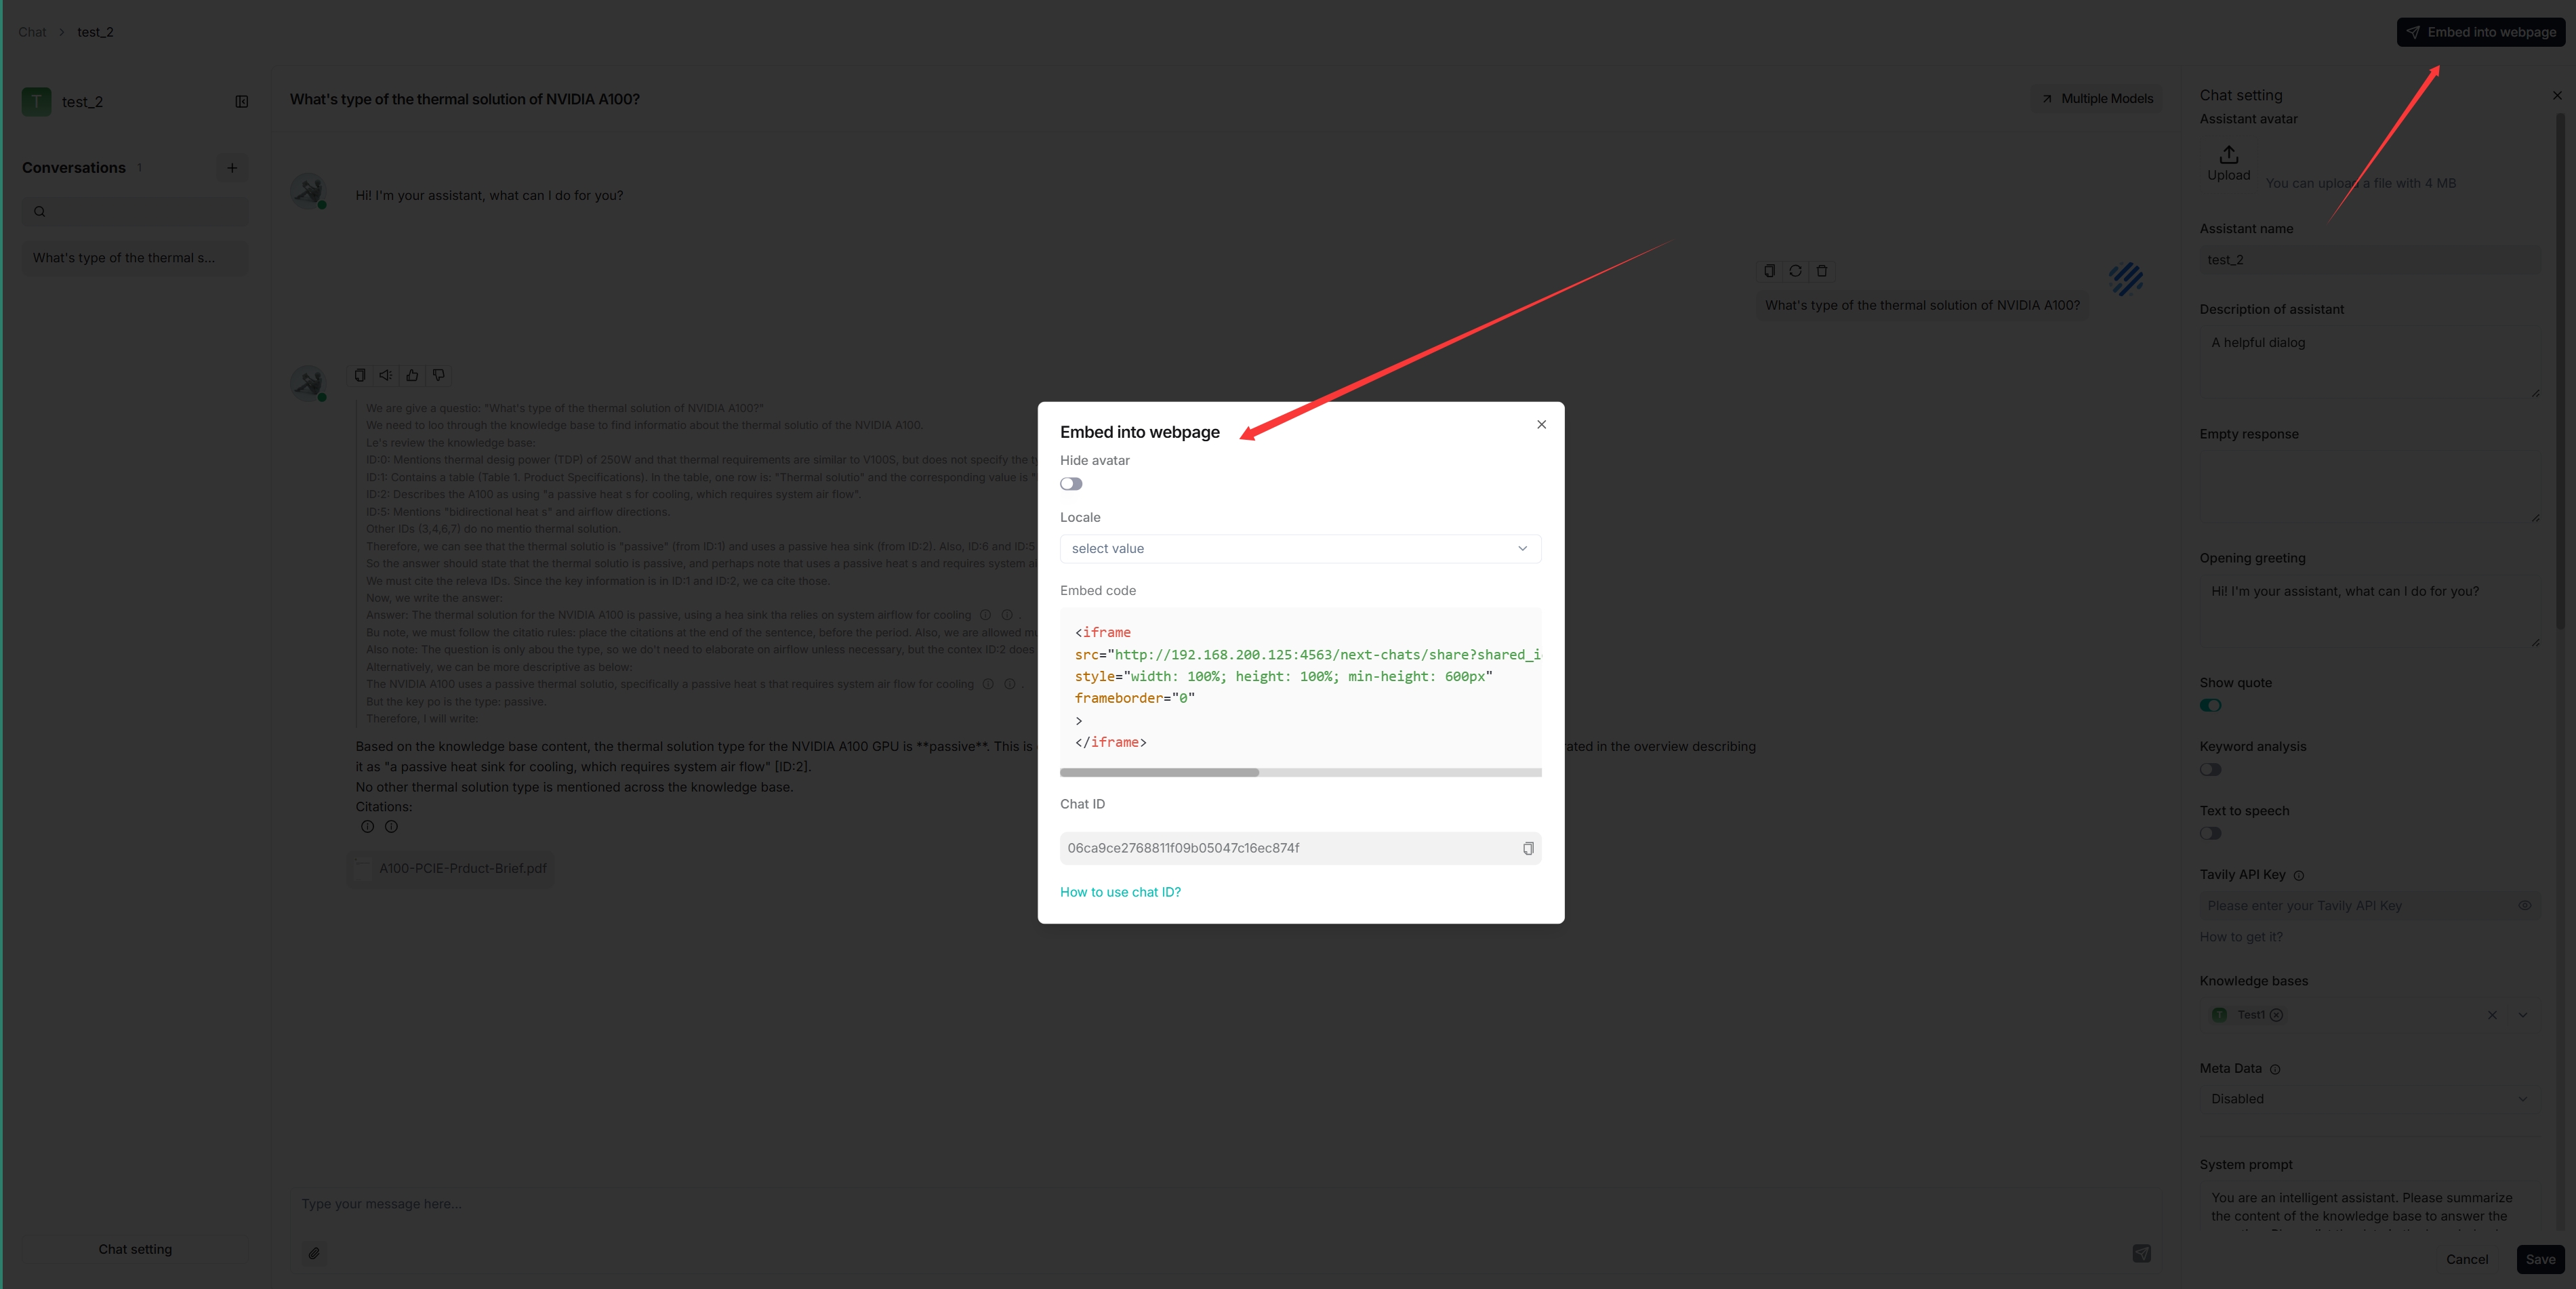 Chat > test_2
Embed into webpage
T test_2
Conversations 1
What's type of the thermal s...
Chat setting
What's type of the thermal solution of NVIDIA A100?
Multiple Models
Hi! I'm your assistant, what can I do for you?
What's type of the thermal solution of NVIDIA A100?
We are give a questio: "What's type of the thermal solution of NVIDIA A100?"
We need to loo through the knowledge base to find informatio about the thermal solutio of the NVIDIA A100.
Le's review the knowledge base:
ID:0: Mentions thermal desig power (TDP) of 250W and that thermal requirements are similar to V100S, but does not specify the ty
ID:1: Contains a table (Table 1. Product Specifications). In the table, one row is: "Thermal solutio" and the corresponding value is "
ID:2: Describes the A100 as using "a passive heat s for cooling, which requires system air flow".
ID:5: Mentions "bidirectional heat s" and airflow directions.
Other IDs (3,4,6,7) do no mentio thermal solution.
Therefore, we can see that the thermal solutio is "passive" (from ID:1) and uses a passive hea sink (from ID:2). Also, ID:6 and ID:5
So the answer should state that the thermal solutio is passive, and perhaps note that uses a passive heat s and requires system ai
We must cite the releva IDs. Since the key information is in ID:1 and ID:2, we ca cite those.
Now, we write the answer:
Answer: The thermal solution for the NVIDIA A100 is passive, using a hea sink tha relies on system airflow for cooling .
Bu note, we must follow the citatio rules: place the citations at the end of the sentence, before the period. Also, we are allowed m
Also note: The question is only abou the type, so we do't need to elaborate on airflow unless necessary, but the contex ID:2 does
Alternatively, we can be more descriptive as below:
The NVIDIA A100 uses a passive thermal solutio, specifically a passive heat s that requires system air flow for cooling .
But the key po is the type: passive.
Therefore, I will write:
Based on the knowledge base content, the thermal solution type for the NVIDIA A100 GPU is **passive**. This is ated in the overview describing
it as "a passive heat sink for cooling, which requires system air flow" [ID:2].
No other thermal solution type is mentioned across the knowledge base.
Citations:
A100-PCIE-Prduct-Brief.pdf
Type your message here...
Embed into webpage
Hide avatar
Locale
select value
Embed code
<iframe
src="http://192.168.200.125:4563/next-chats/share?shared_i
style="width: 100%; height: 100%; min-height: 600px"
frameborder="0"
>
</iframe>
Chat ID
06ca9ce2768811f09b05047c16ec874f
How to use chat ID?
Chat setting
Assistant avatar
Upload
You can upload a file with 4 MB
Assistant name
test_2
Description of assistant
A helpful dialog
Empty response
Opening greeting
Hi! I'm your assistant, what can I do for you?
Show quote
Keyword analysis
Text to speech
Tavily API Key
Please enter your Tavily API Key
How to get it?
Knowledge bases
Test1
Meta Data
Disabled
System prompt
You are an intelligent assistant. Please summarize
the content of the knowledge base to answer the
Cancel
Save